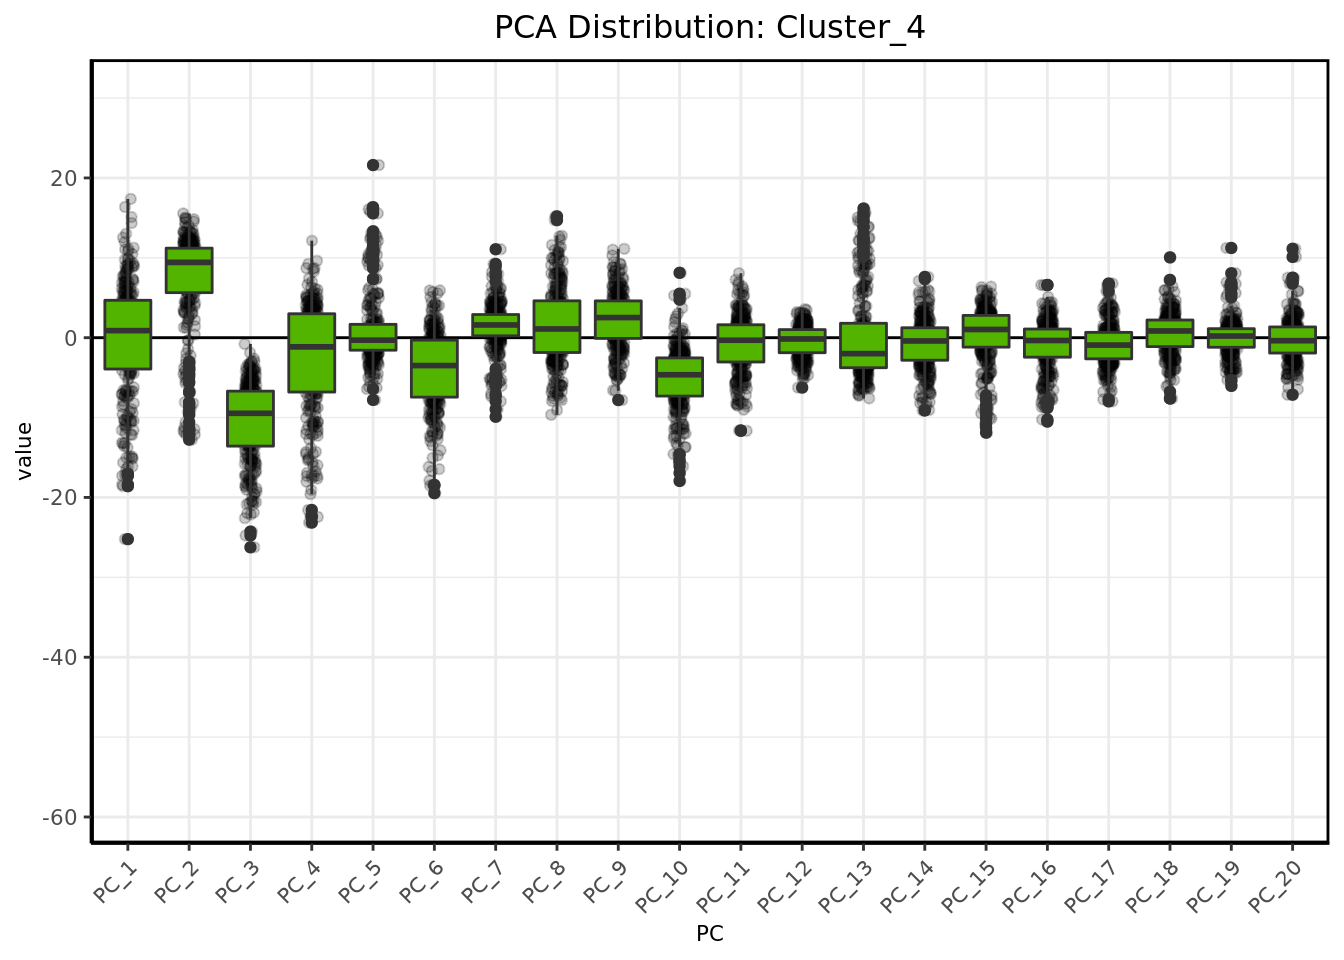 PCA Distribution: Cluster_4
value
20
0
-20
-40
-60
PC_1
PC_2
PC_3
PC_4
PC_5
PC_6
PC_7
PC_8
PC_9
PC_10
PC_11
PC_12
PC_13
PC_14
PC_15
PC_16
PC_17
PC_18
PC_19
PC_20
PC